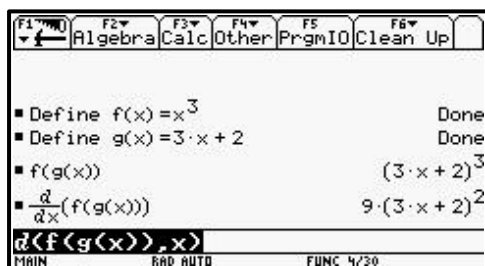 F1 F2 Algebra F3 Calc F4 Other F5 PrgmIO F6 Clean Up
▪Define f(x)=x³ Done
▪Define g(x)=3·x+2 Done
▪f(g(x)) (3·x+2)³
▪d/dx(f(g(x))) 9·(3·x+2)²
d(f(g(x)),x)
MAIN RAD AUTO FUNC 4/30